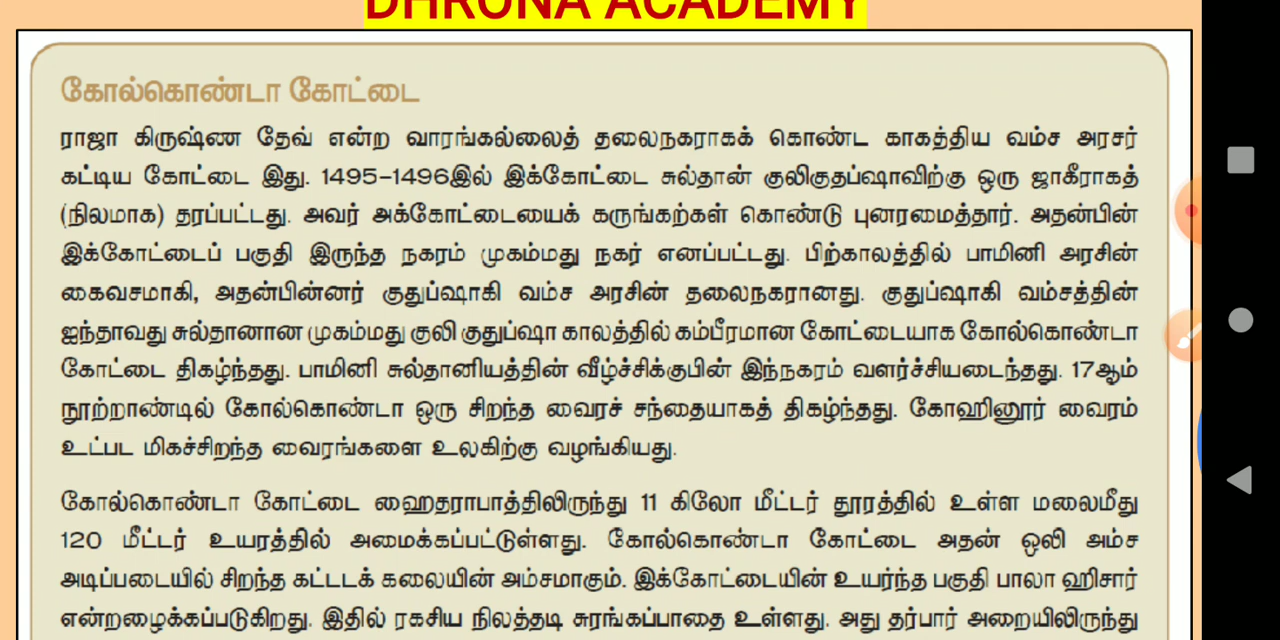 DHRONA ACADEMY
கோல்கொண்டா கோட்டை
ராஜா கிருஷ்ண தேவ் என்ற வாரங்கல்லைத் தலைநகராகக் கொண்ட காகத்திய வம்ச அரசர்
கட்டிய கோட்டை இது. 1495–1496இல் இக்கோட்டை சுல்தான் குலிகுதப்ஷாவிற்கு ஒரு ஜாகீராகத்
(நிலமாக) தரப்பட்டது. அவர் அக்கோட்டையைக் கருங்கற்கள் கொண்டு புனரமைத்தார். அதன்பின்
இக்கோட்டைப் பகுதி இருந்த நகரம் முகம்மது நகர் எனப்பட்டது. பிற்காலத்தில் பாமினி அரசின்
கைவசமாகி, அதன்பின்னர் குதுப்ஷாகி வம்ச அரசின் தலைநகரானது. குதுப்ஷாகி வம்சத்தின்
ஐந்தாவது சுல்தானான முகம்மது குலி குதுப்ஷா காலத்தில் கம்பீரமான கோட்டையாக கோல்கொண்டா
கோட்டை திகழ்ந்தது. பாமினி சுல்தானியத்தின் வீழ்ச்சிக்குபின் இந்நகரம் வளர்ச்சியடைந்தது. 17ஆம்
நூற்றாண்டில் கோல்கொண்டா ஒரு சிறந்த வைரச் சந்தையாகத் திகழ்ந்தது. கோஹினூர் வைரம்
உட்பட மிகச்சிறந்த வைரங்களை உலகிற்கு வழங்கியது.
கோல்கொண்டா கோட்டை ஹைதராபாத்திலிருந்து 11 கிலோ மீட்டர் தூரத்தில் உள்ள மலைமீது
120 மீட்டர் உயரத்தில் அமைக்கப்பட்டுள்ளது. கோல்கொண்டா கோட்டை அதன் ஒலி அம்ச
அடிப்படையில் சிறந்த கட்டடக் கலையின் அம்சமாகும். இக்கோட்டையின் உயர்ந்த பகுதி பாலா ஹிசார்
என்றழைக்கப்படுகிறது. இதில் ரகசிய நிலத்தடி சுரங்கப்பாதை உள்ளது. அது தர்பார் அறையிலிருந்து